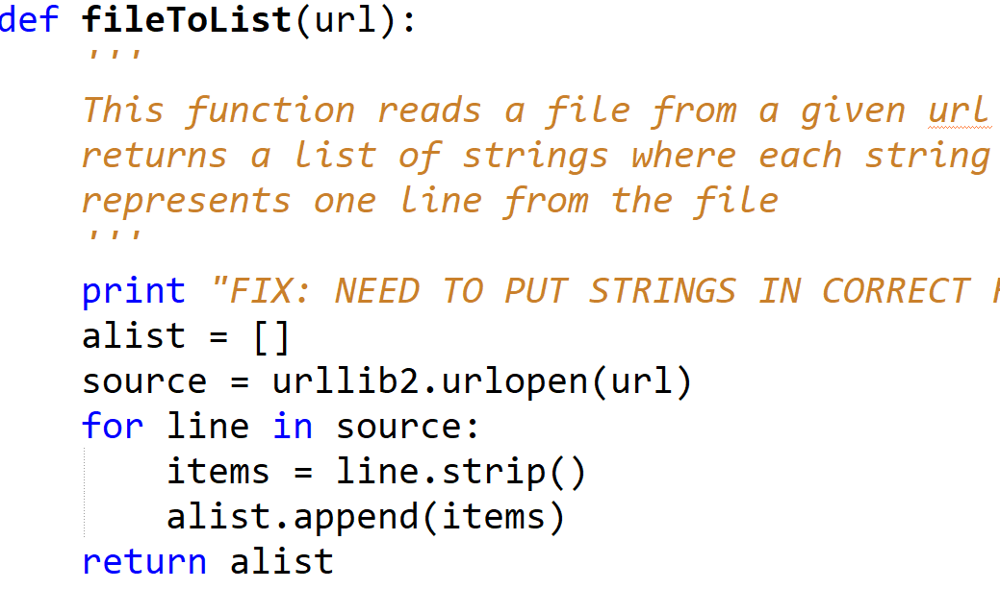 def fileToList(url):
'''
This function reads a file from a given url
returns a list of strings where each string
represents one line from the file
'''
print "FIX: NEED TO PUT STRINGS IN CORRECT
alist = []
source = urllib2.urlopen(url)
for line in source:
items = line.strip()
alist.append(items)
return alist